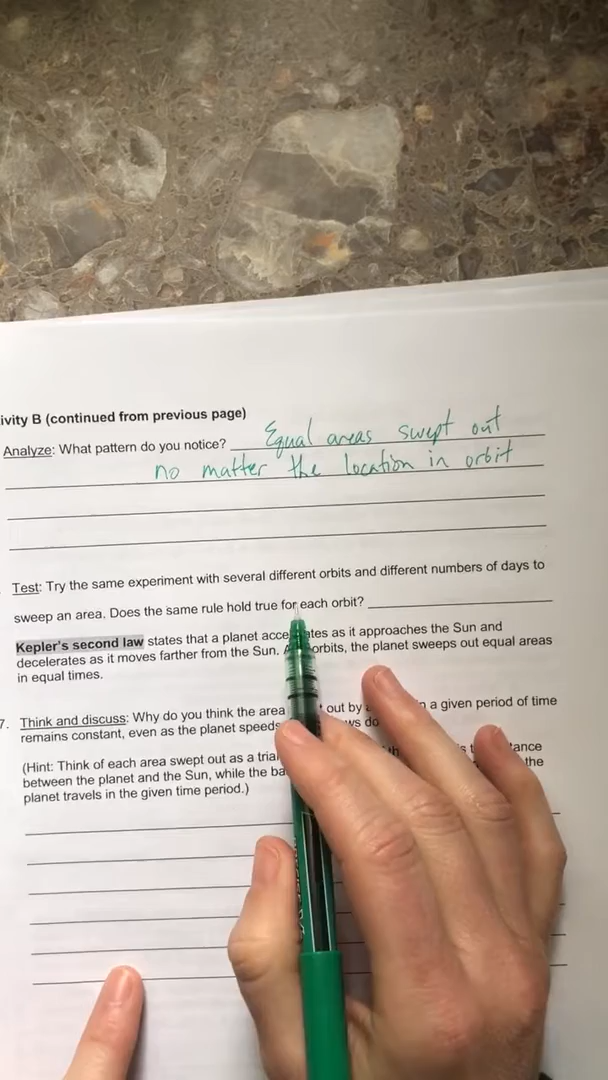 ivity B (continued from previous page)
Analyze: What pattern do you notice? Equal areas swept out
no matter the location in orbit
Test: Try the same experiment with several different orbits and different numbers of days to
sweep an area. Does the same rule hold true for each orbit?
Kepler's second law states that a planet acce tes as it approaches the Sun and
decelerates as it moves farther from the Sun. orbits, the planet sweeps out equal areas
in equal times.
7. Think and discuss: Why do you think the area out by a given period of time
remains constant, even as the planet speeds ws do
(Hint: Think of each area swept out as a tria tance
between the planet and the Sun, while the ba the
planet travels in the given time period.)